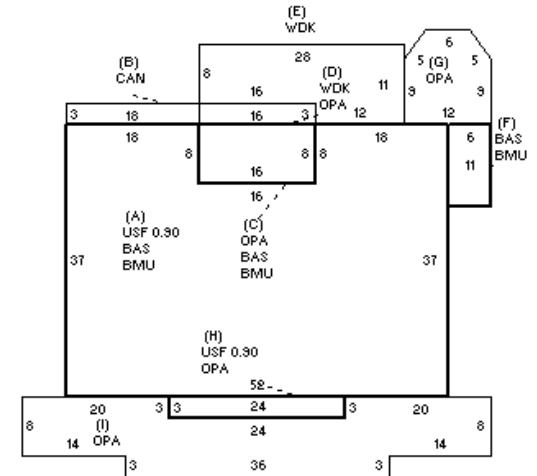 (E)
WDK
6
28
5
(G)
5
OPA
(B)
CAN
8
(D)
WDK
OPA
16
11
9
9
3
18
16
3
12
12
(F)
BAS
BMU
18
8
8
8
18
6
11
16
16
(A)
USF 0.90
BAS
BMU
(C)
OPA
BAS
BMU
37
37
(H)
USF 0.90
OPA
52
20
3
3
24
3
20
8
(I)
OPA
24
8
14
14
3
36
3